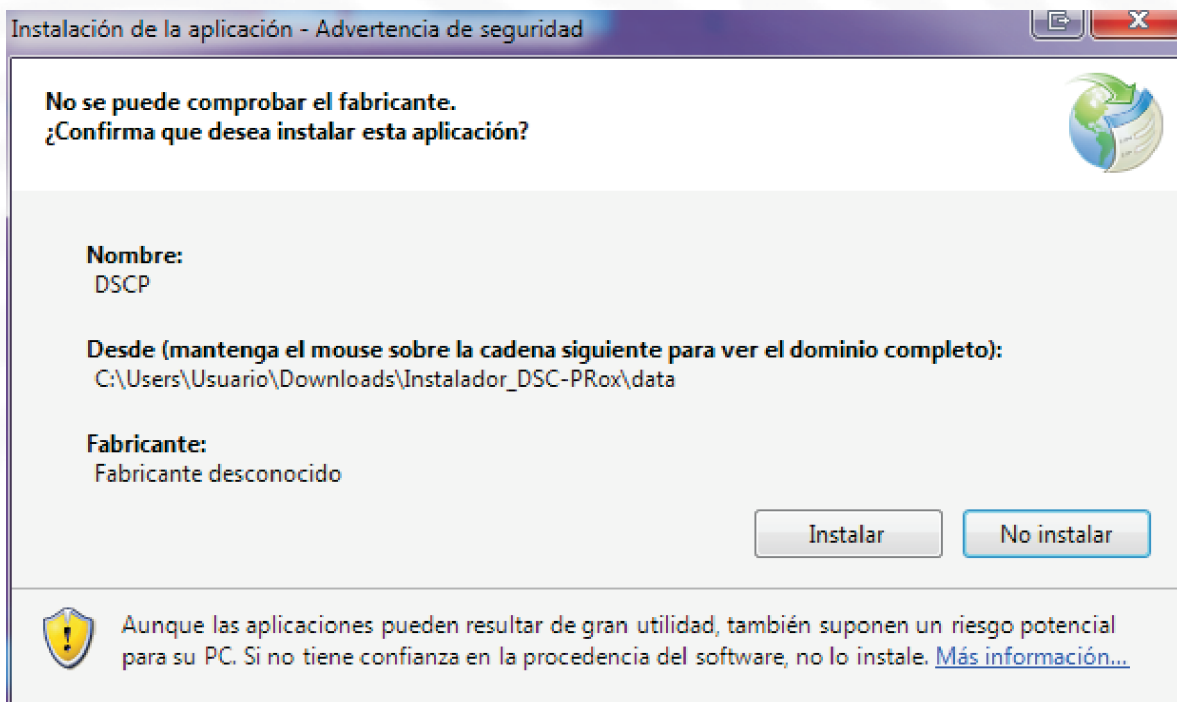 Instalación de la aplicación - Advertencia de seguridad
No se puede comprobar el fabricante.
¿Confirma que desea instalar esta aplicación?
Nombre:
DSCP
Desde (mantenga el mouse sobre la cadena siguiente para ver el dominio completo):
C:\Users\Usuario\Downloads\Instalador_DSC-PRox\data
Fabricante:
Fabricante desconocido
Instalar
No instalar
Aunque las aplicaciones pueden resultar de gran utilidad, también suponen un riesgo potencial
para su PC. Si no tiene confianza en la procedencia del software, no lo instale. Más información...